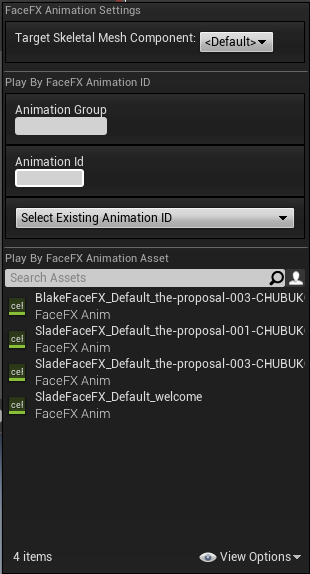 FaceFX Animation Settings
Target Skeletal Mesh Component: <Default>
Play By FaceFX Animation ID
Animation Group
Animation Id
Select Existing Animation ID
Play By FaceFX Animation Asset
Search Assets
cel BlakeFaceFX_Default_the-proposal-003-CHUBUK
FaceFX Anim
cel SladeFaceFX_Default_the-proposal-001-CHUBUK
FaceFX Anim
cel SladeFaceFX_Default_the-proposal-003-CHUBUK
FaceFX Anim
cel SladeFaceFX_Default_welcome
FaceFX Anim
4 items View Options